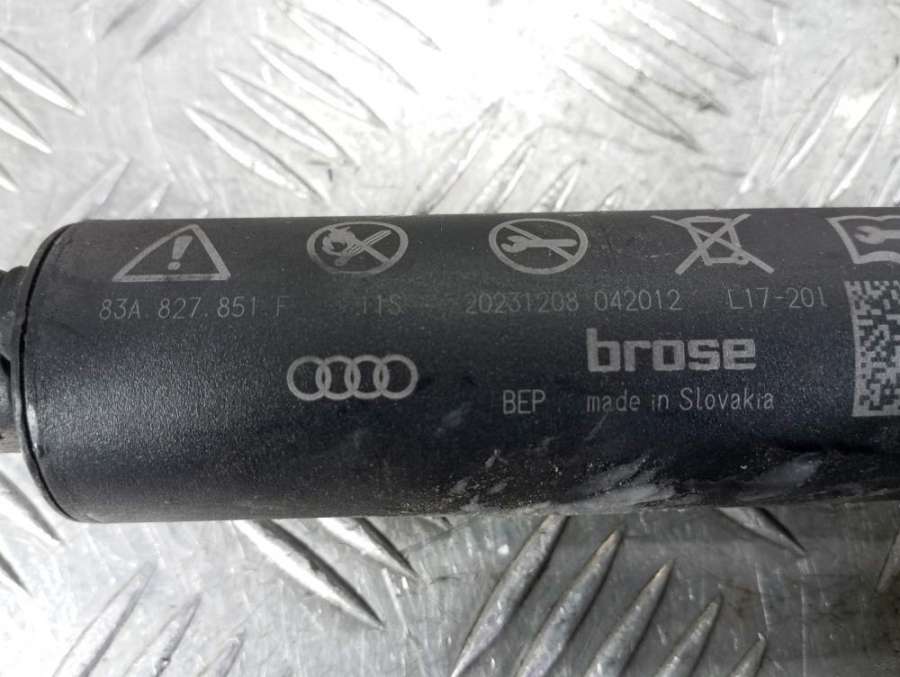 83A.827.851.F 11S 20231208 042012 L17-201
brose
BEP made in Slovakia